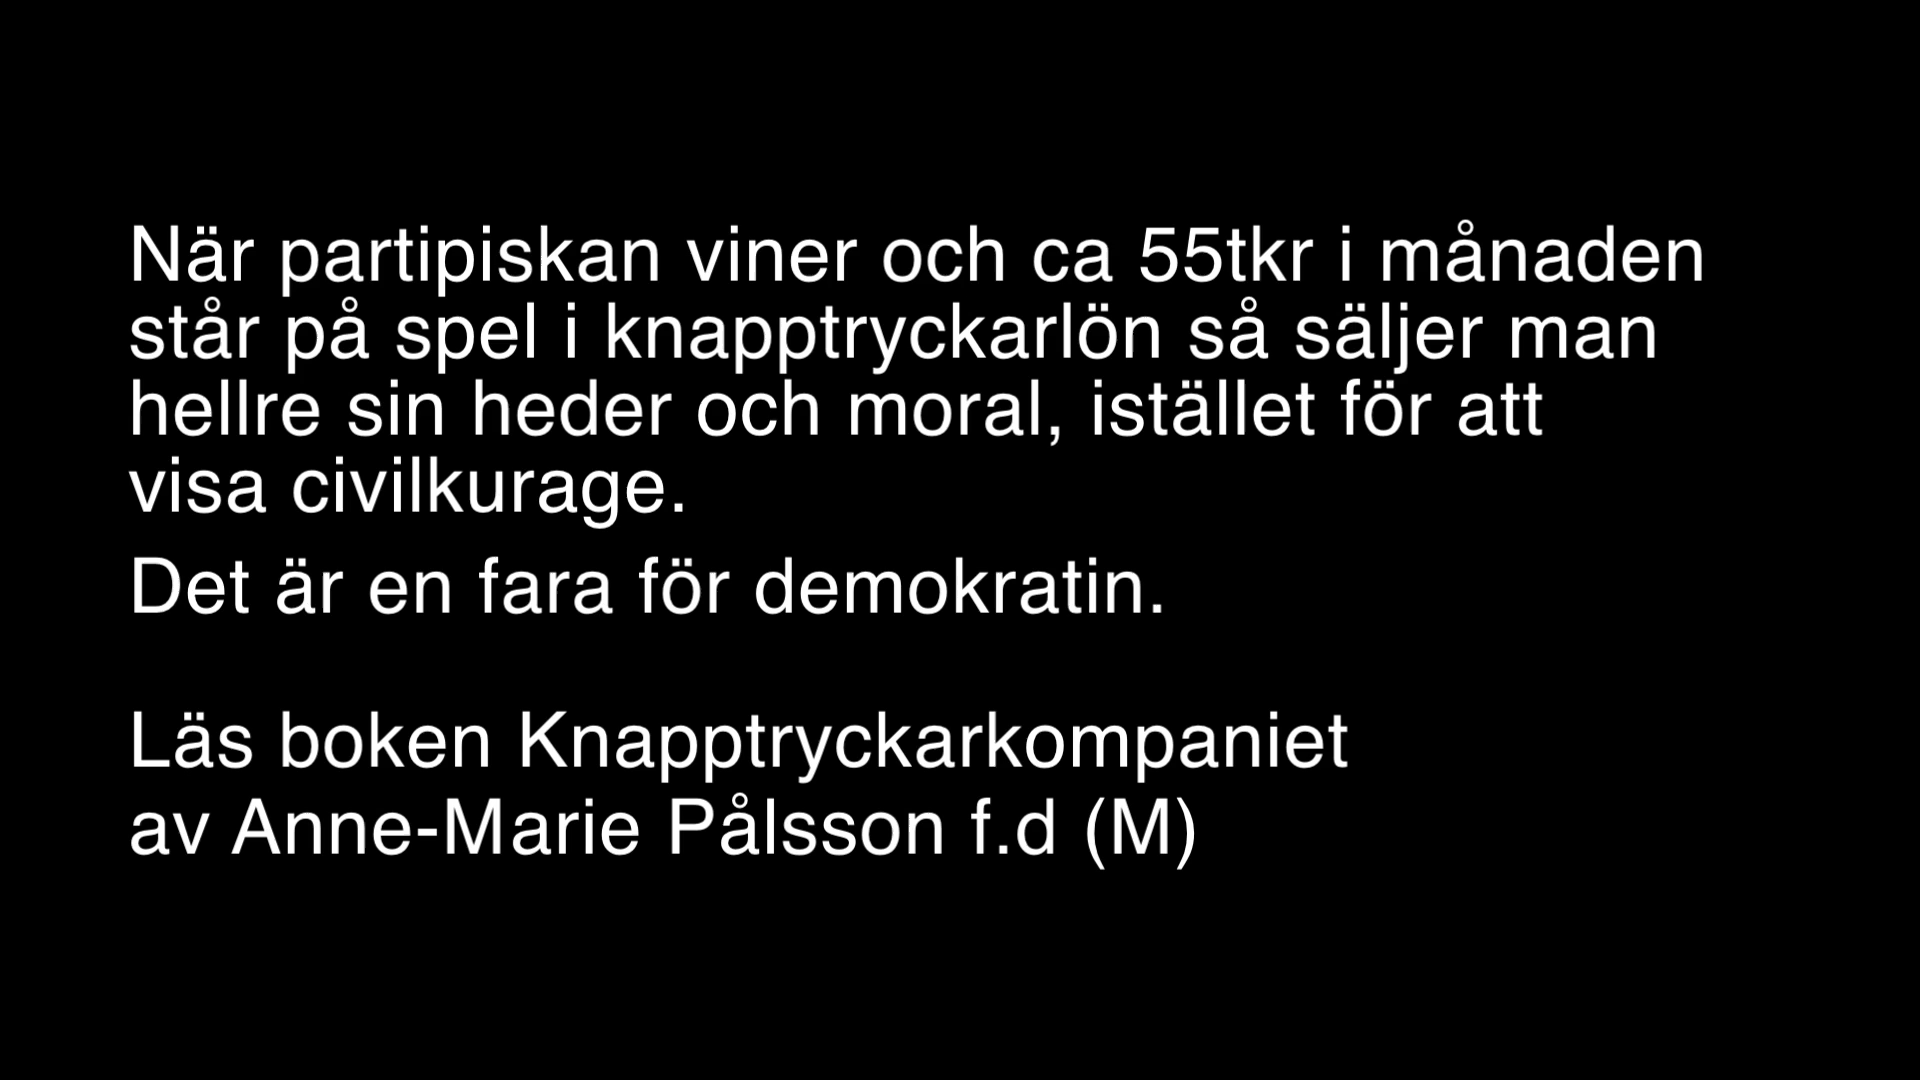 När partipiskan viner och ca 55tkr i månaden
står på spel i knapptryckarlön så säljer man
hellre sin heder och moral, istället för att
visa civilkurage.
Det är en fara för demokratin.
Läs boken Knapptryckarkompaniet
av Anne-Marie Pålsson f.d (M)